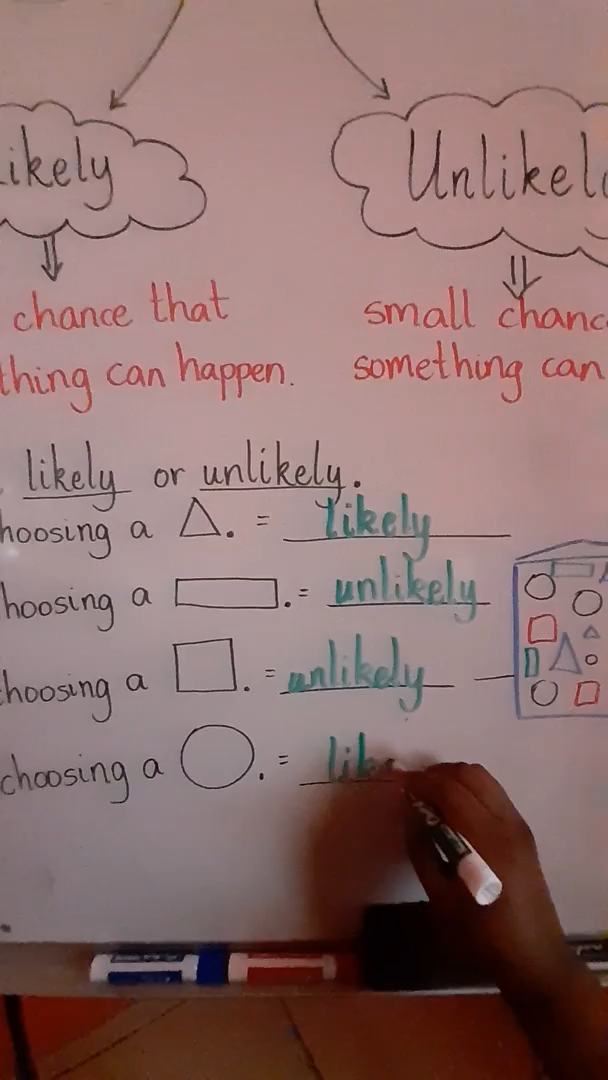 ikely
Unlikel
chance that
thing can happen.
small chanc
something can
likely or unlikely.
hoosing a = likely
hoosing a = unlikely
hoosing a = unlikely
choosing a = lik